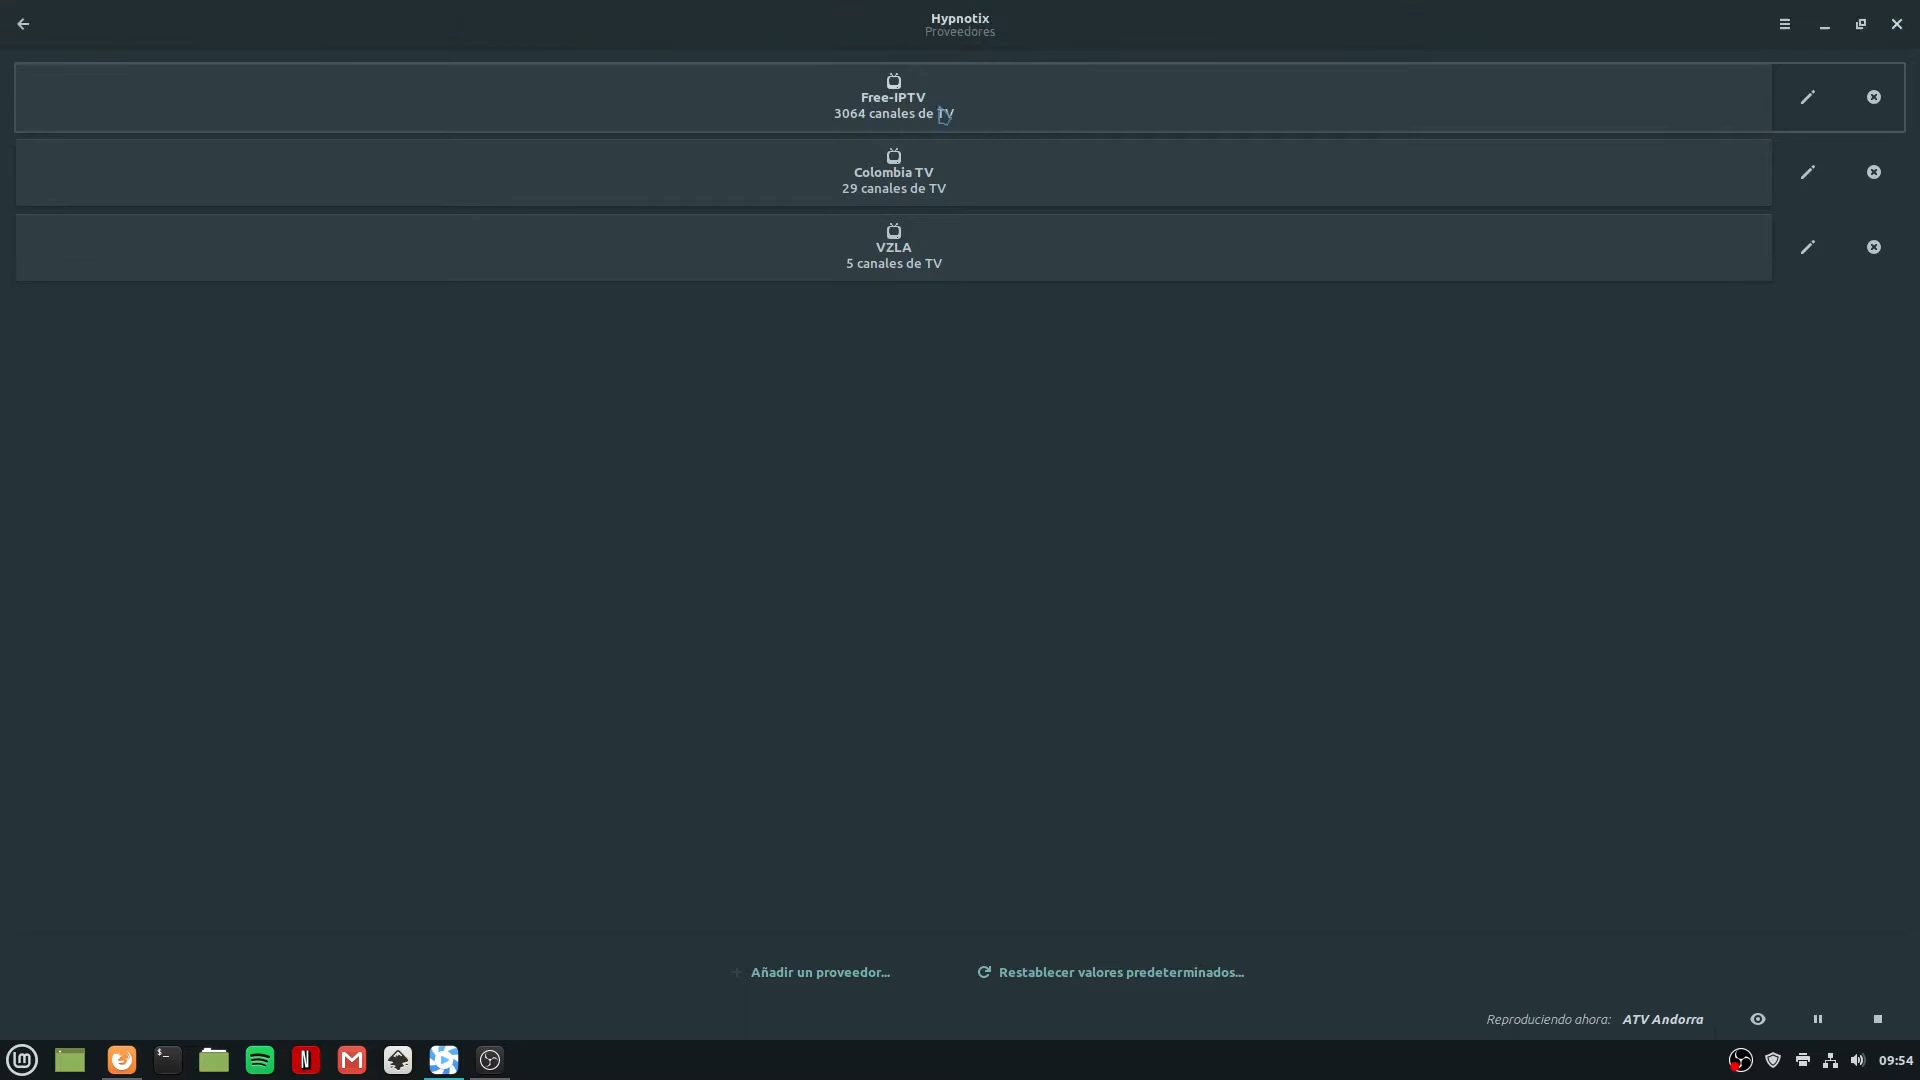 Hypnotix
Proveedores
Free-IPTV
3064 canales de TV
Colombia TV
29 canales de TV
VZLA
5 canales de TV
Añadir un proveedor...
Restablecer valores predeterminados...
Reproduciendo ahora: ATV Andorra
09:54